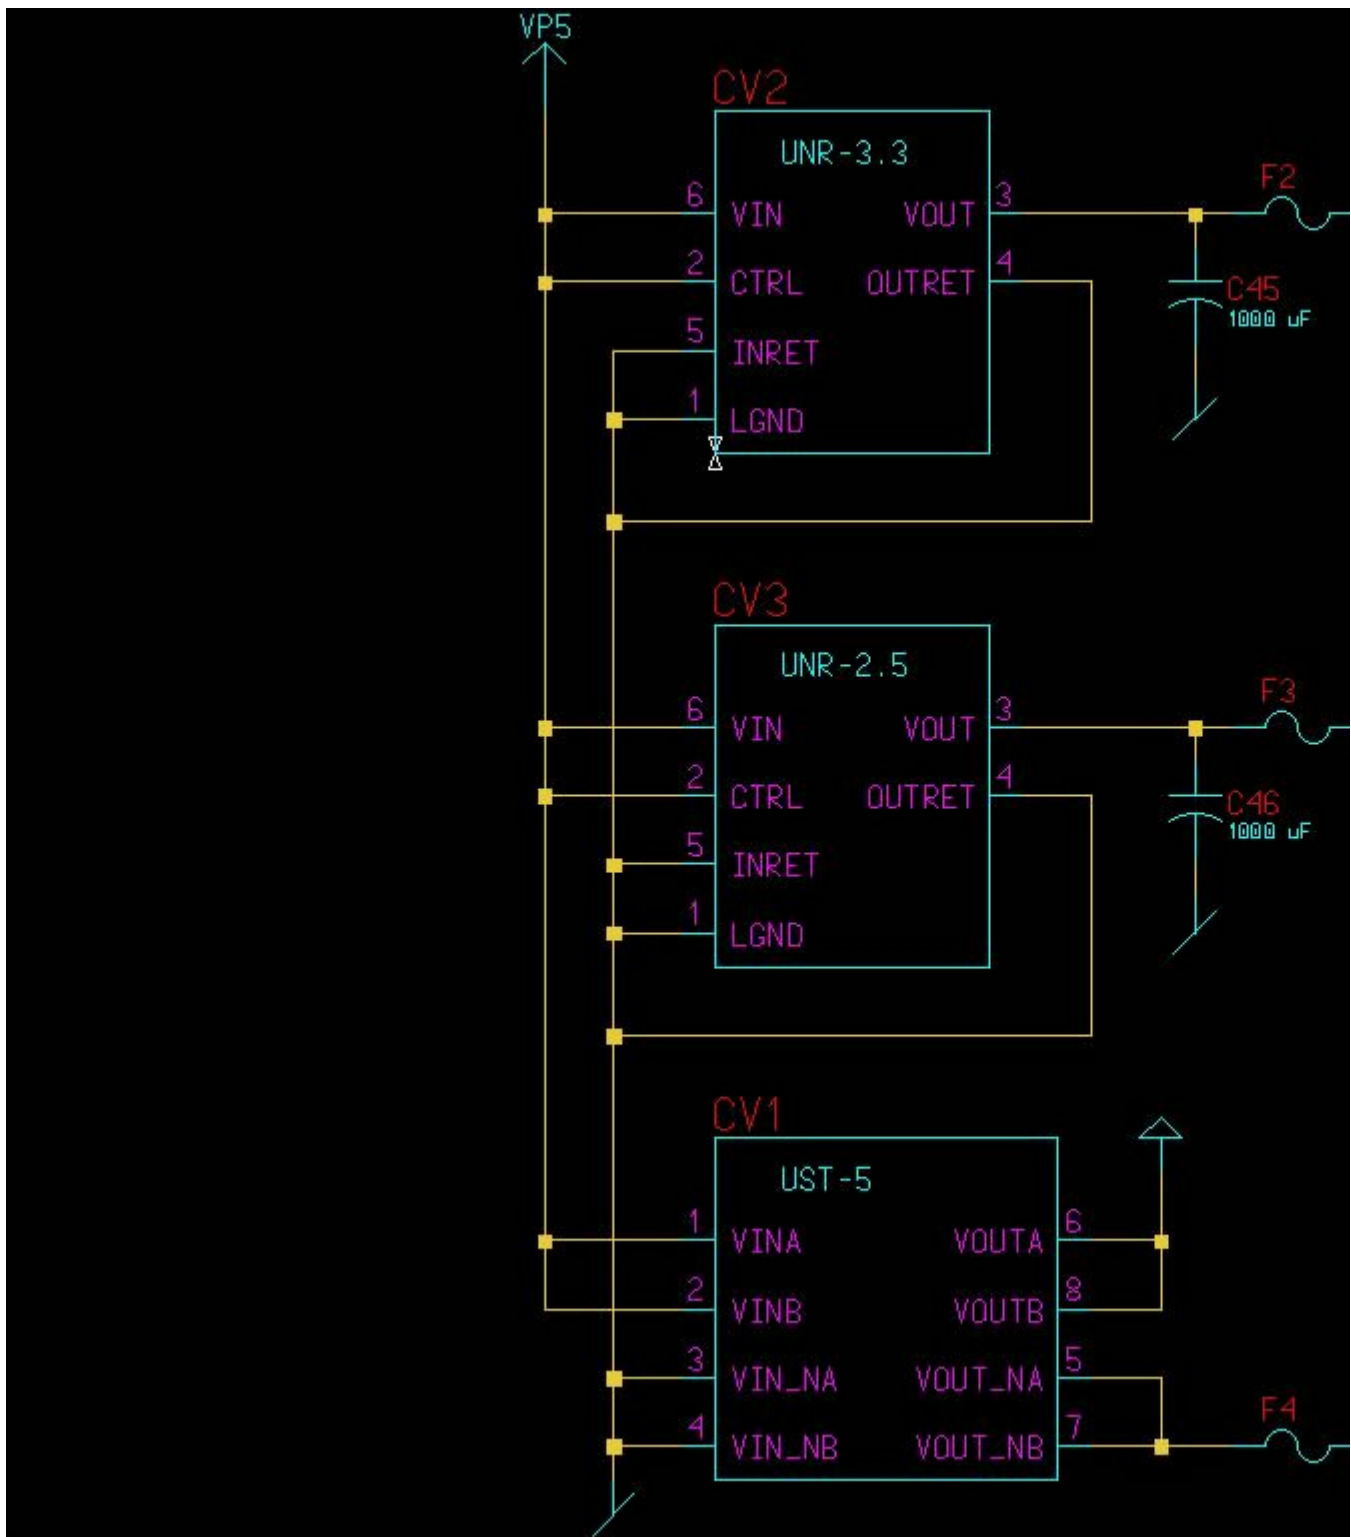 VP5
CV2
UNR-3.3
F2
6 VIN VOUT 3
2 CTRL OUTRET 4
C45
1000 uF
5 INRET
1 LGND
CV3
UNR-2.5
F3
6 VIN VOUT 3
2 CTRL OUTRET 4
C46
1000 uF
5 INRET
1 LGND
CV1
UST-5
1 VINA VOUTA 6
2 VINB VOUTB 8
3 VIN_NA VOUT_NA 5
F4
4 VIN_NB VOUT_NB 7